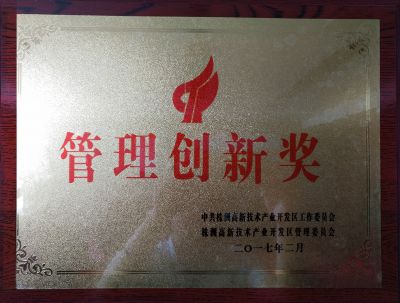 管理创新奖
中共株洲高新技术产业开发区工作委员会
株洲高新技术产业开发区管理委员会
二〇一七年二月